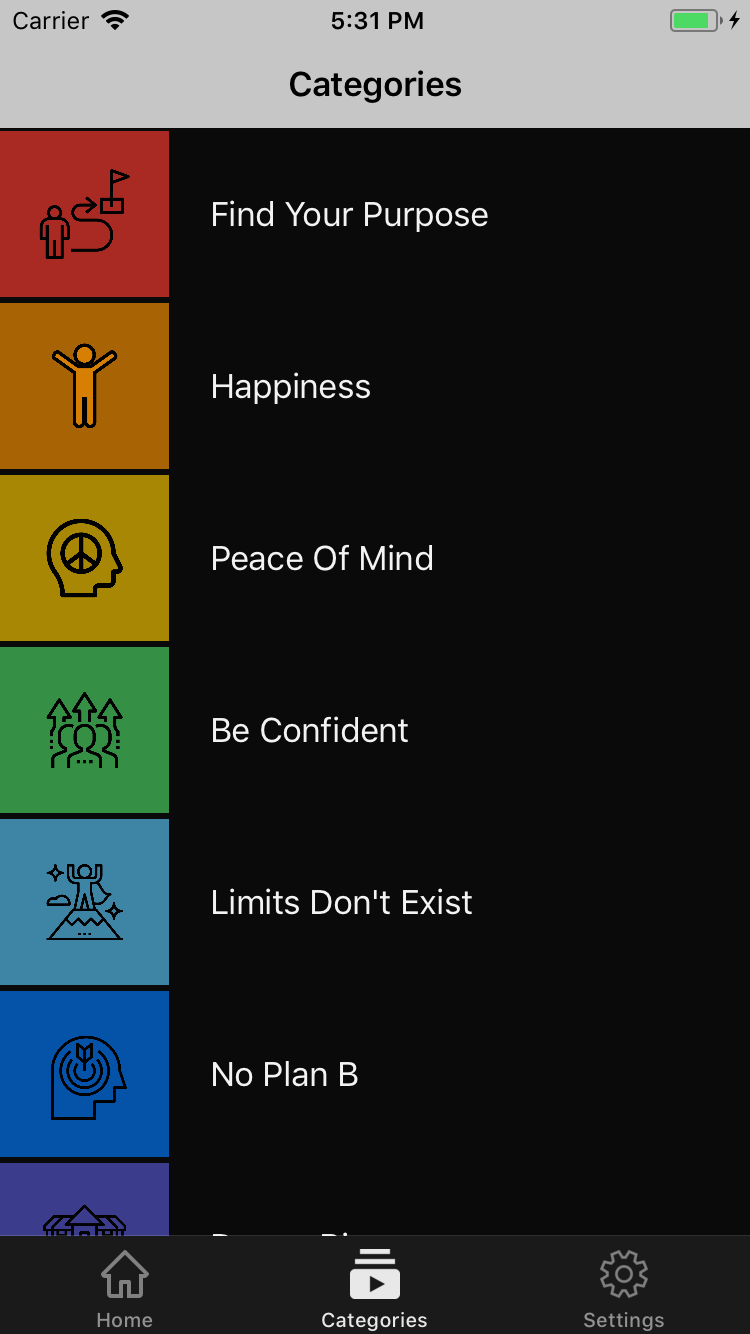 Carrier 5:31 PM
Categories
Find Your Purpose
Happiness
Peace Of Mind
Be Confident
Limits Don't Exist
No Plan B
Home Categories Settings